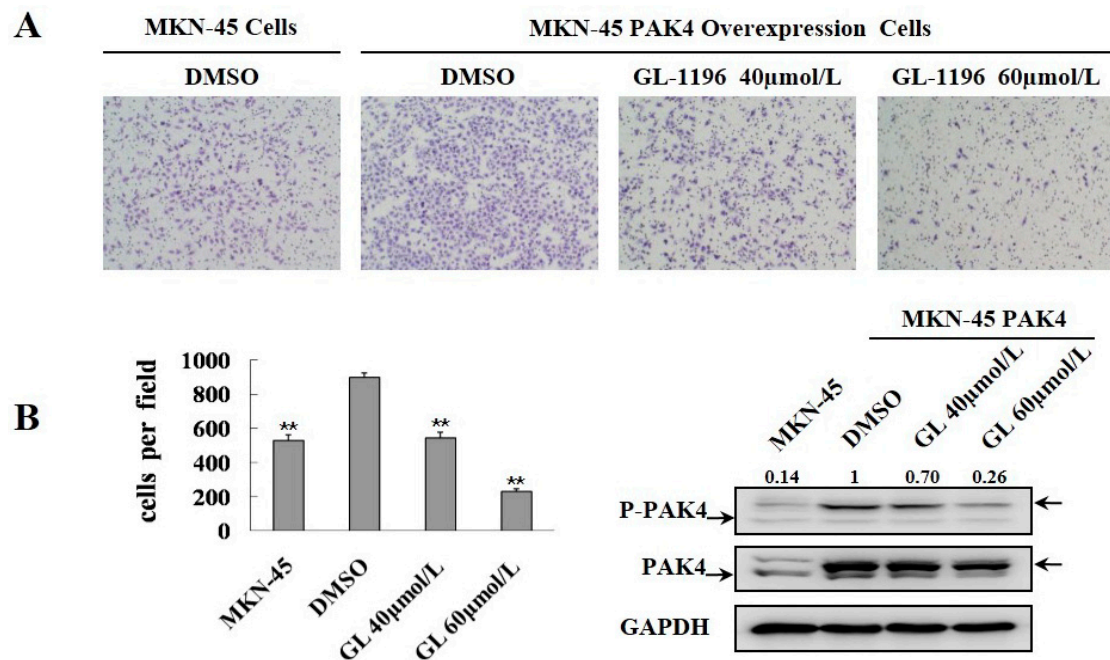 A
MKN-45 Cells
MKN-45 PAK4 Overexpression Cells
DMSO
DMSO
GL-1196 40μmol/L
GL-1196 60μmol/L
B
cells per field
1000
800
600
400
200
0
**
**
**
MKN-45
DMSO
GL 40μmol/L
GL 60μmol/L
MKN-45 PAK4
MKN-45
DMSO
GL 40μmol/L
GL 60μmol/L
0.14 1 0.70 0.26
P-PAK4
PAK4
GAPDH